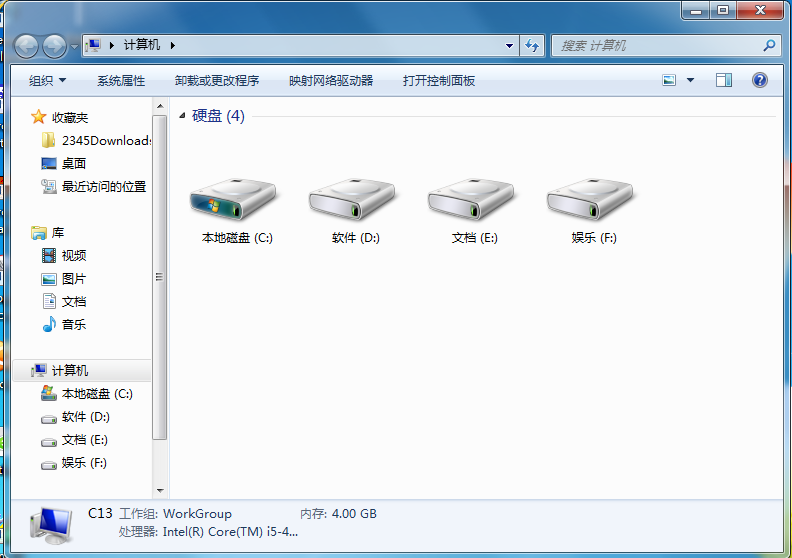 计算机
搜索 计算机
组织 系统属性 卸载或更改程序 映射网络驱动器 打开控制面板
收藏夹
2345Downloads
桌面
最近访问的位置
库
视频
图片
文档
音乐
计算机
本地磁盘 (C:)
软件 (D:)
文档 (E:)
娱乐 (F:)
硬盘 (4)
本地磁盘 (C:) 软件 (D:) 文档 (E:) 娱乐 (F:)
C13 工作组: WorkGroup 内存: 4.00 GB
处理器: Intel(R) Core(TM) i5-4...